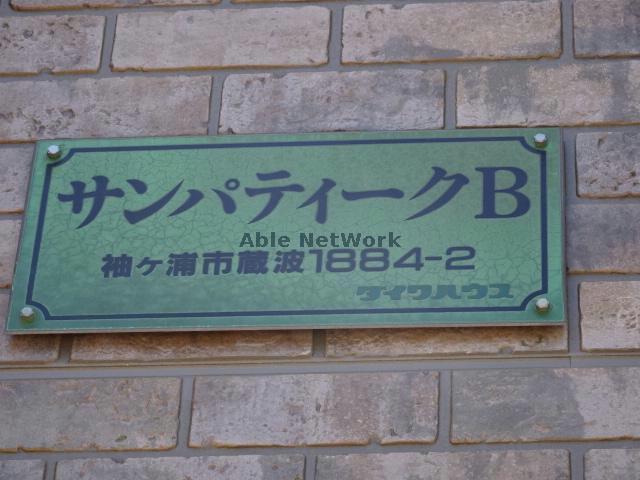 サンパティークB
Able NetWork
袖ヶ浦市蔵波1884-2
ダイワハウス